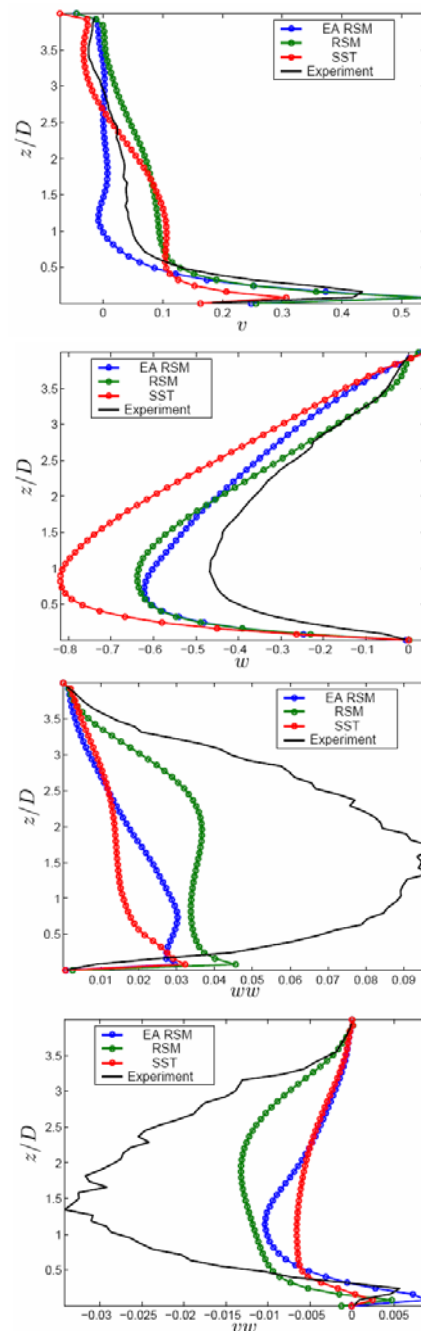 EA RSM
RSM
SST
Experiment
3.5
3
2.5
2
1.5
1
0.5
z/D
0 0.1 0.2 0.3 0.4 0.5
v
EA RSM
RSM
SST
Experiment
3.5
3
2.5
2
1.5
1
0.5
z/D
-0.8 -0.7 -0.6 -0.5 -0.4 -0.3 -0.2 -0.1 0
w
EA RSM
RSM
SST
Experiment
3.5
3
2.5
2
1.5
1
0.5
z/D
0.01 0.02 0.03 0.04 0.05 0.06 0.07 0.08 0.09
ww
EA RSM
RSM
SST
Experiment
3.5
3
2.5
2
1.5
1
0.5
z/D
-0.03 -0.025 -0.02 -0.015 -0.01 -0.005 0 0.005
vw